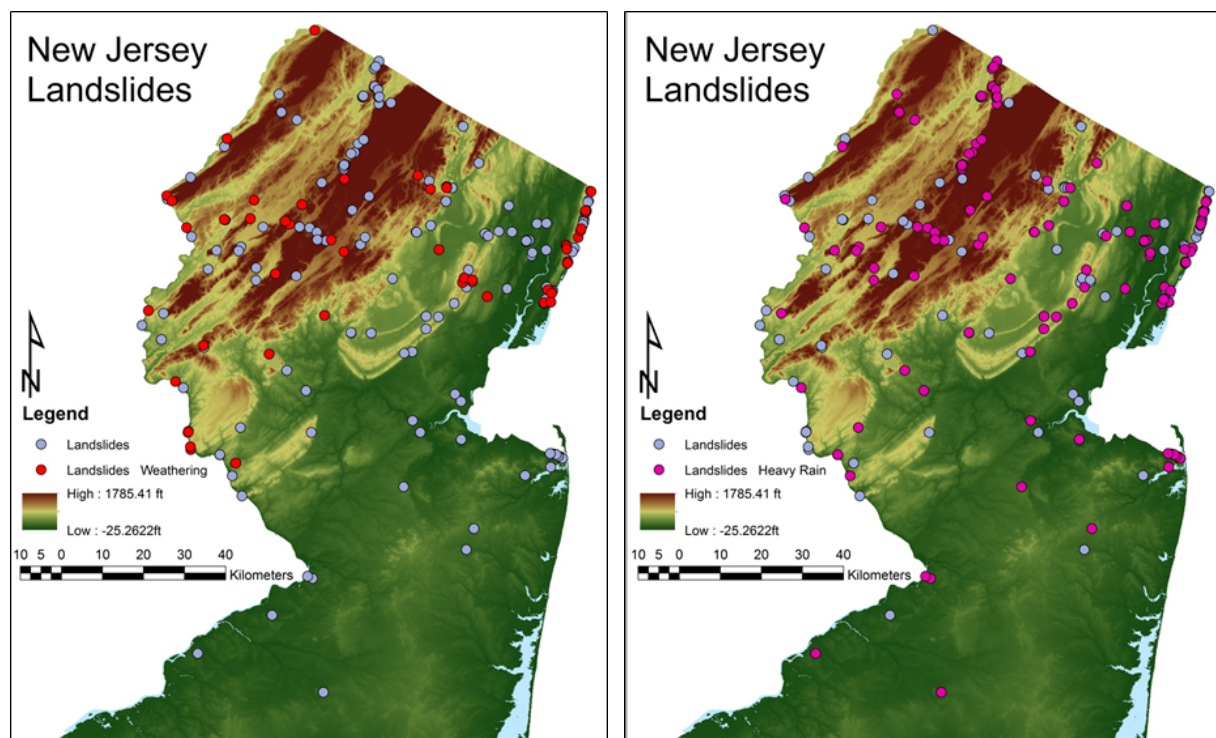 New Jersey
Landslides
N
Legend
Landslides
Landslides Weathering
High : 1785.41 ft
Low : -25.2622ft
10 5 0 10 20 30 40
Kilometers
New Jersey
Landslides
N
Legend
Landslides
Landslides Heavy Rain
High : 1785.41 ft
Low : -25.2622ft
10 5 0 10 20 30 40
Kilometers